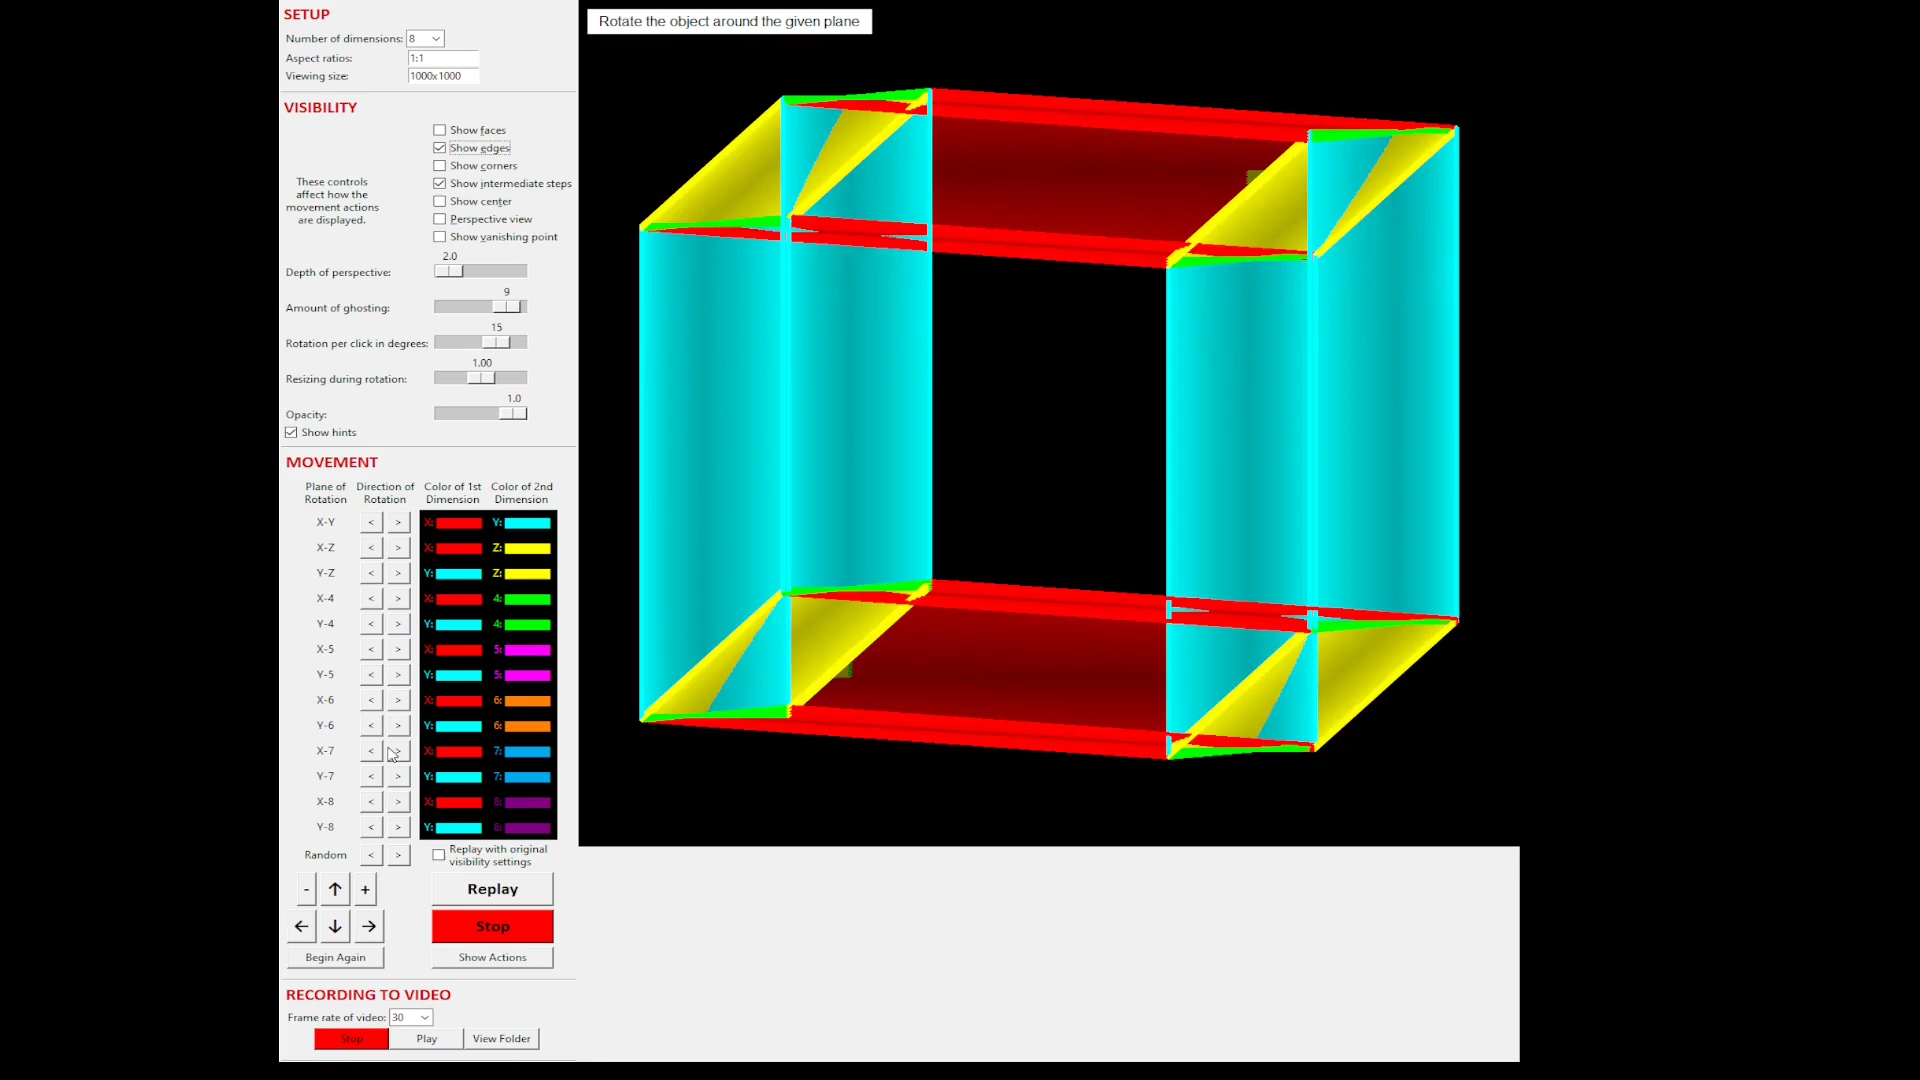 SETUP
Rotate the object around the given plane
Number of dimensions: 8
Aspect ratios: 1:1
Viewing size: 1000x1000
VISIBILITY
Show faces
Show edges
Show corners
These controls
affect how the
movement actions
are displayed.
Show intermediate steps
Show center
Perspective view
Show vanishing point
2.0
Depth of perspective:
9
Amount of ghosting:
15
Rotation per click in degrees:
1.00
Resizing during rotation:
1.0
Opacity:
Show hints
MOVEMENT
Plane of Direction of Color of 1st Color of 2nd
Rotation Rotation Dimension Dimension
X-Y < > X: Y:
X-Z < > X: Z:
Y-Z < > Y: Z:
X-4 < > X: 4:
Y-4 < > Y: 4:
X-5 < > X: 5:
Y-5 < > Y: 5:
X-6 < > X: 6:
Y-6 < > Y: 6:
X-7 < > X: 7:
Y-7 < > Y: 7:
X-8 < > X: 8:
Y-8 < > Y: 8:
Random < >
Replay with original
visibility settings
- ↑ + Replay
← ↓ → Stop
Begin Again Show Actions
RECORDING TO VIDEO
Frame rate of video: 30
Stop Play View Folder